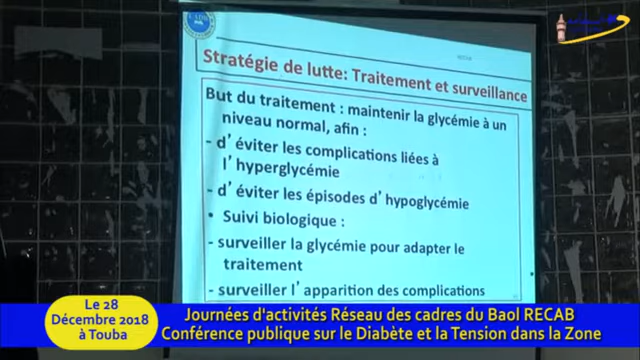 Stratégie de lutte: Traitement et surveillance
But du traitement : maintenir la glycémie à un
niveau normal, afin :
- d' éviter les complications liées à
l' hyperglycémie
- d' éviter les épisodes d' hypoglycémie
• Suivi biologique :
- surveiller la glycémie pour adapter le
traitement
- surveiller l' apparition des complications
Le 28
Décembre 2018
à Touba
Journées d'activités Réseau des cadres du Baol RECAB
Conférence publique sur le Diabète et la Tension dans la Zone